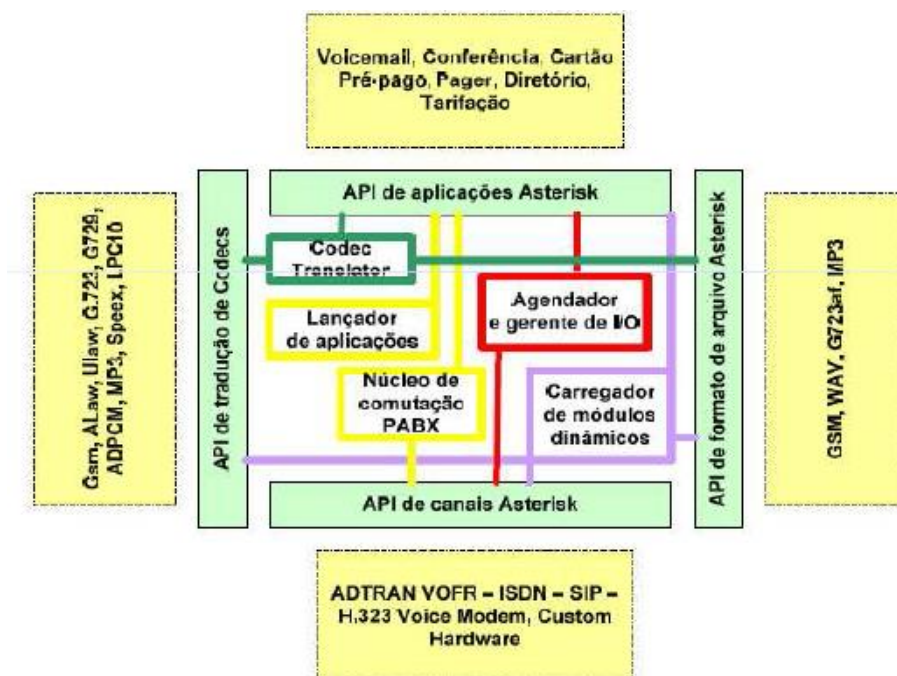 Voicemail, Conferência, Cartão
Pré-pago, Pager, Diretório,
Tarifação
API de aplicações Asterisk
Gsm, ALaw, Ulaw, G.723, G729,
ADPCM, MP3, Speex, LPC10
API de tradução de Codecs
Codec
Translator
Lançador
de aplicações
Núcleo de
comutação
PABX
Agendador
e gerente de I/O
Carregador
de módulos
dinâmicos
API de formato de arquivo Asterisk
GSM, WAV, G723af, MP3
API de canais Asterisk
ADTRAN VOFR – ISDN – SIP –
H.323 Voice Modem, Custom
Hardware